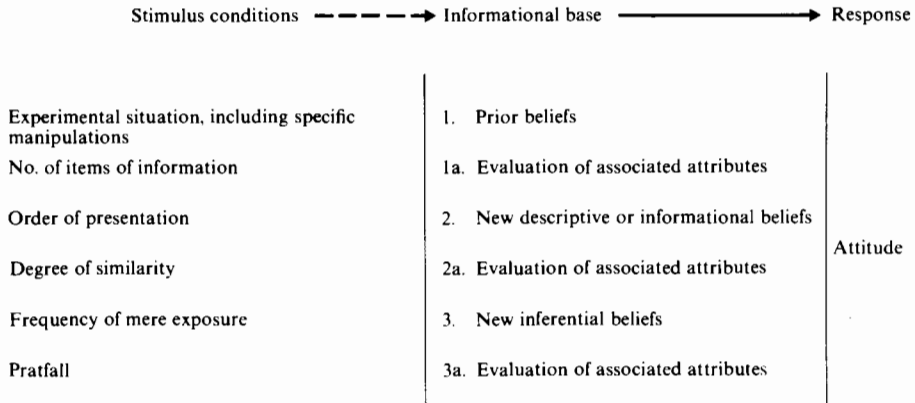 Stimulus conditions Informational base Response
Experimental situation, including specific
manipulations
1. Prior beliefs
No. of items of information
1a. Evaluation of associated attributes
Order of presentation
2. New descriptive or informational beliefs
Attitude
Degree of similarity
2a. Evaluation of associated attributes
Frequency of mere exposure
3. New inferential beliefs
Pratfall
3a. Evaluation of associated attributes